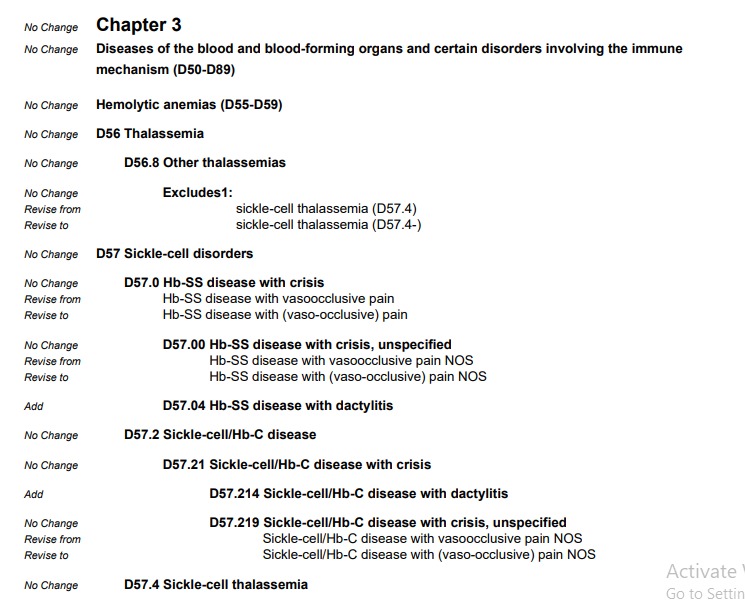 No Change Chapter 3
No Change Diseases of the blood and blood-forming organs and certain disorders involving the immune
mechanism (D50-D89)
No Change Hemolytic anemias (D55-D59)
No Change D56 Thalassemia
No Change D56.8 Other thalassemias
No Change Excludes1:
Revise from sickle-cell thalassemia (D57.4)
Revise to sickle-cell thalassemia (D57.4-)
No Change D57 Sickle-cell disorders
No Change D57.0 Hb-SS disease with crisis
Revise from Hb-SS disease with vasoocclusive pain
Revise to Hb-SS disease with (vaso-occlusive) pain
No Change D57.00 Hb-SS disease with crisis, unspecified
Revise from Hb-SS disease with vasoocclusive pain NOS
Revise to Hb-SS disease with (vaso-occlusive) pain NOS
Add D57.04 Hb-SS disease with dactylitis
No Change D57.2 Sickle-cell/Hb-C disease
No Change D57.21 Sickle-cell/Hb-C disease with crisis
Add D57.214 Sickle-cell/Hb-C disease with dactylitis
No Change D57.219 Sickle-cell/Hb-C disease with crisis, unspecified
Revise from Sickle-cell/Hb-C disease with vasoocclusive pain NOS
Revise to Sickle-cell/Hb-C disease with (vaso-occlusive) pain NOS
Activate
No Change D57.4 Sickle-cell thalassemia
Go to